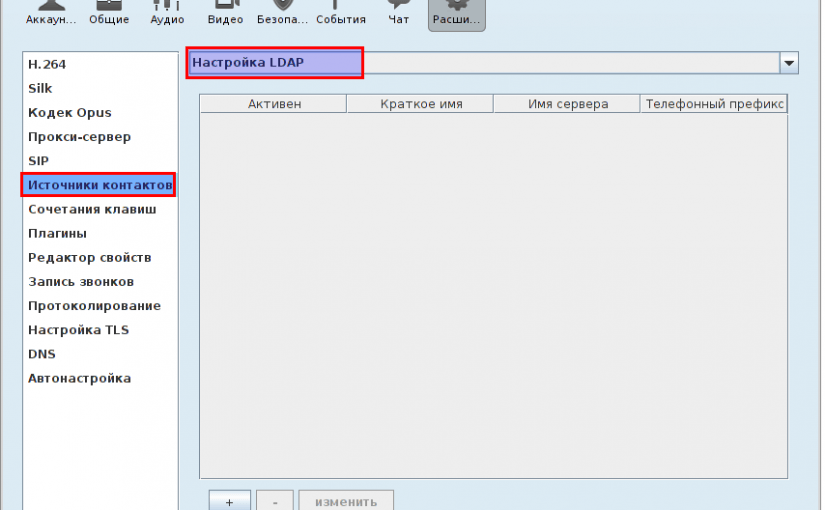 Аккаун... Общие Аудио Видео Безопа... События Чат Расши...
Настройка LDAP
H.264
Silk
Кодек Opus
Прокси-сервер
SIP
Источники контактов
Сочетания клавиш
Плагины
Редактор свойств
Запись звонков
Протоколирование
Настройка TLS
DNS
Автонастройка
Активен Краткое имя Имя сервера Телефонный префикс
+ - изменить